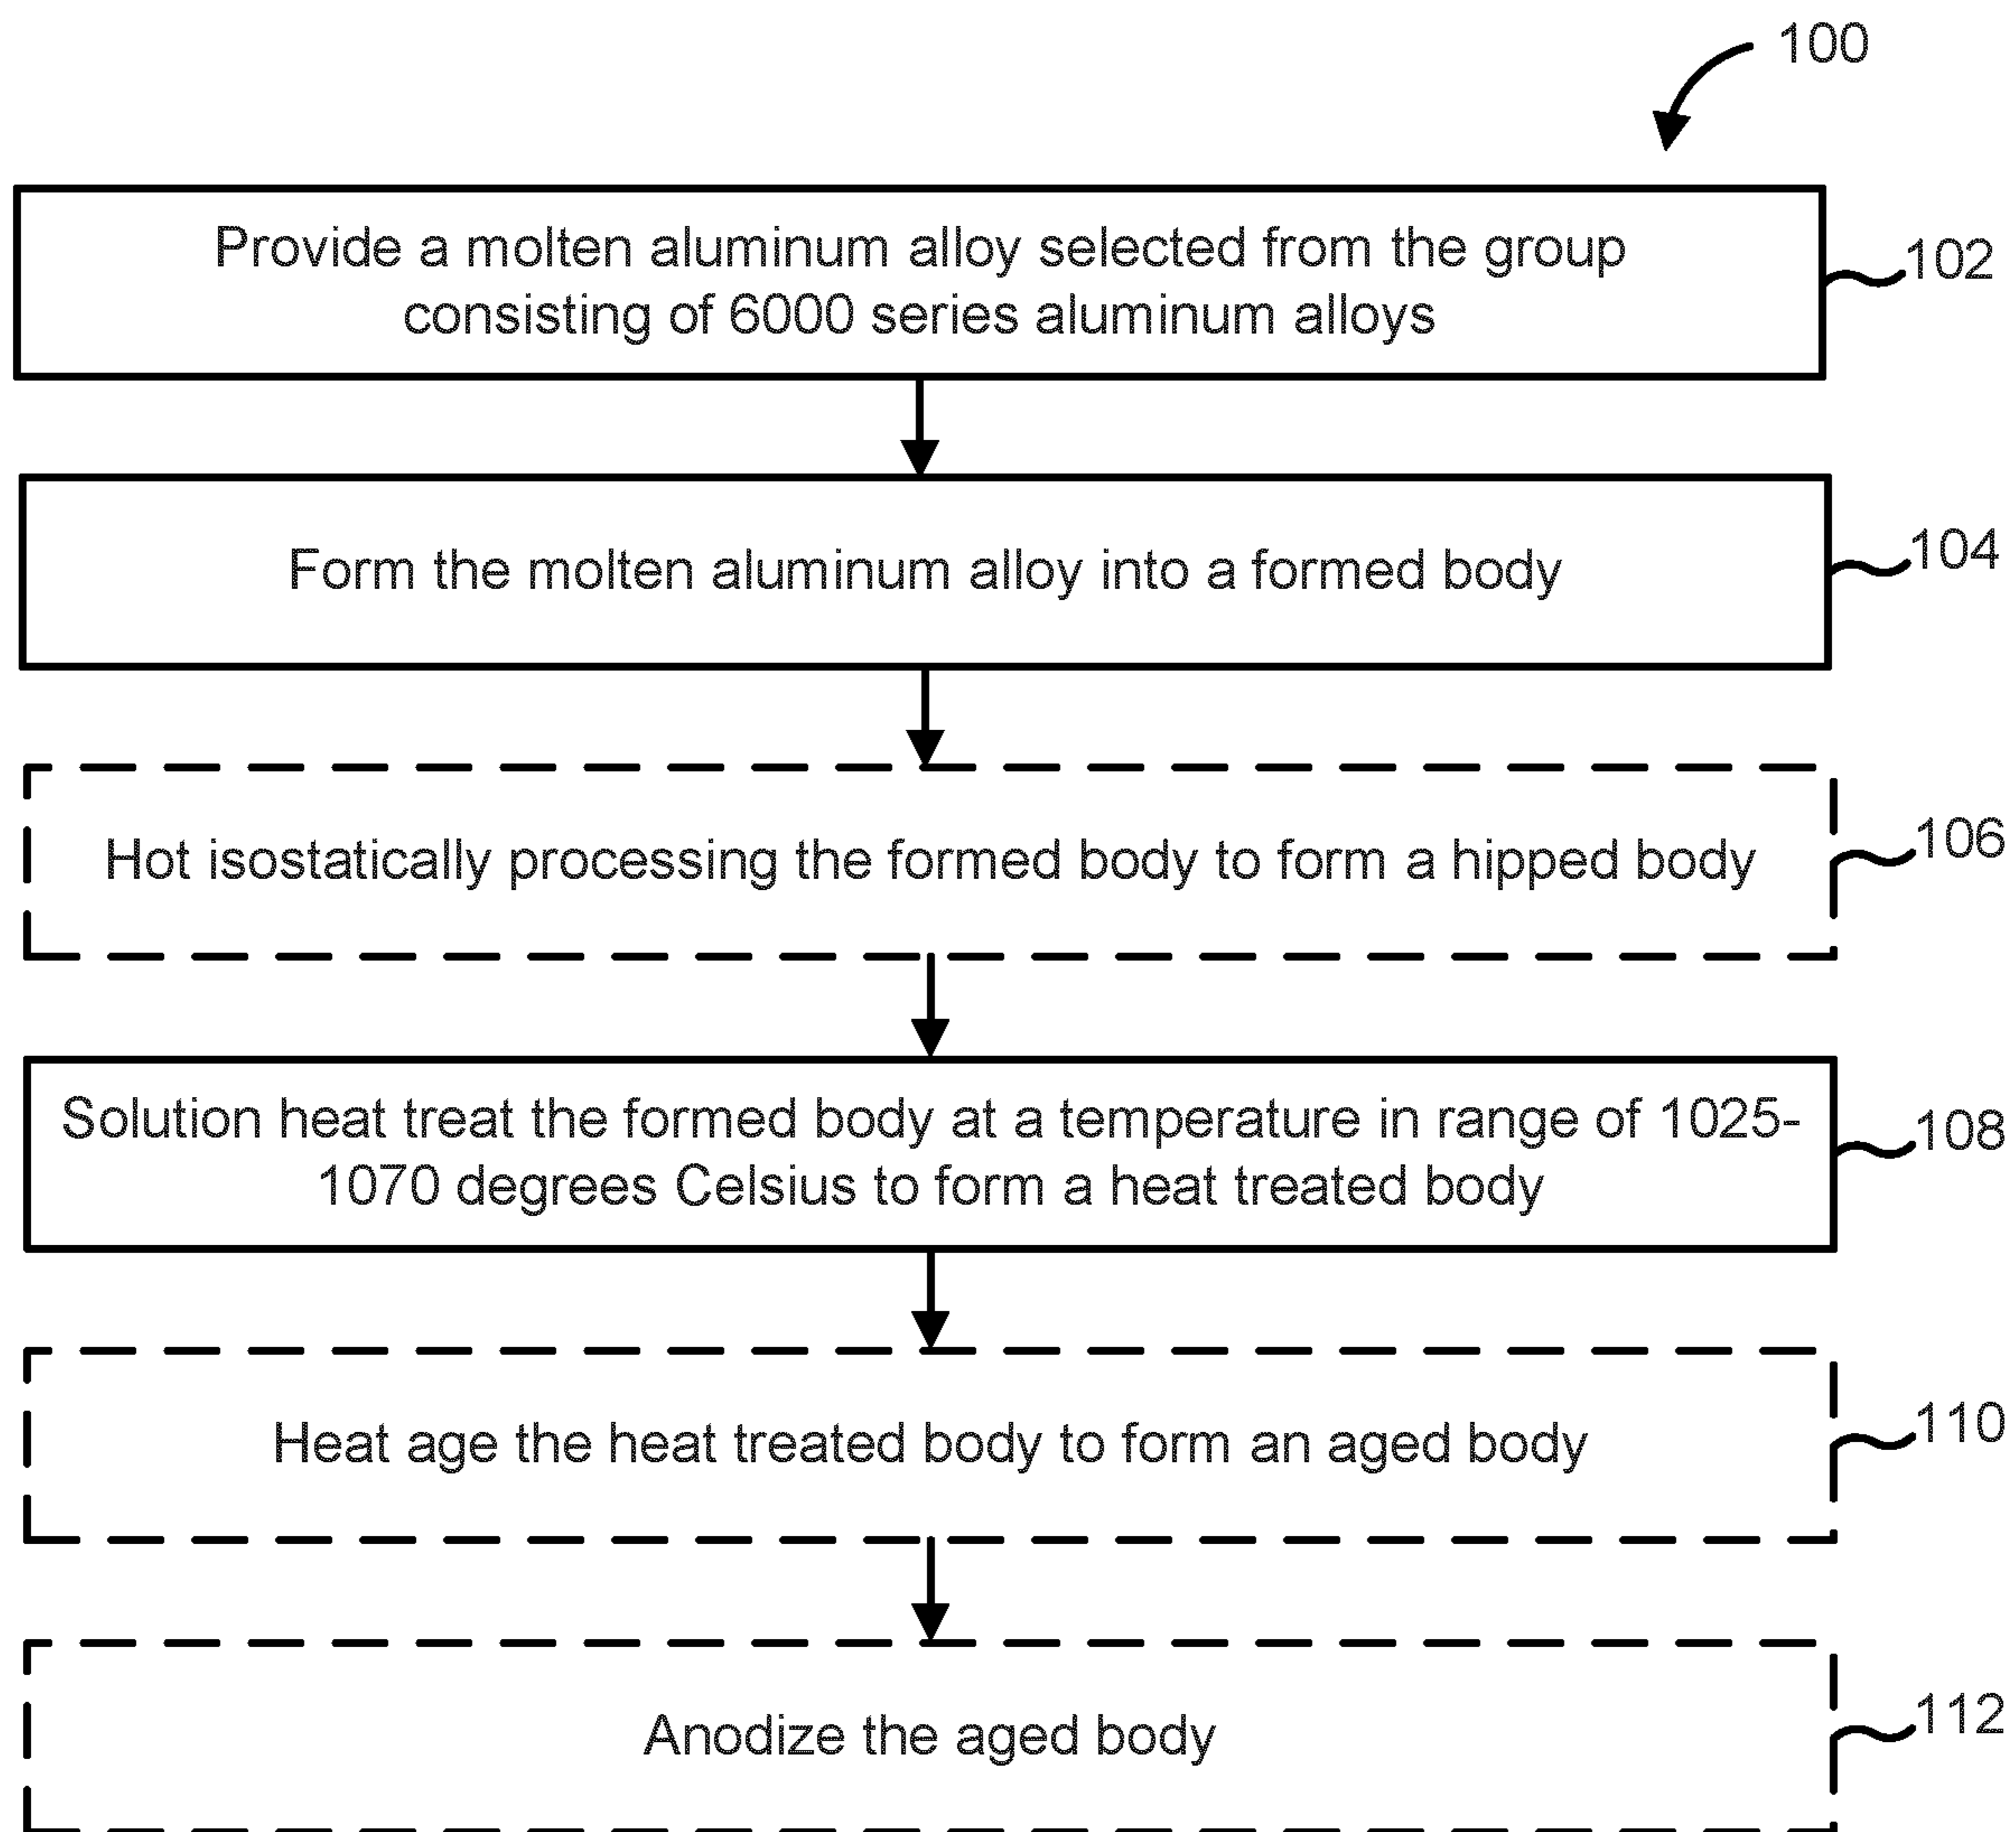 100
Provide a molten aluminum alloy selected from the group
consisting of 6000 series aluminum alloys
102
Form the molten aluminum alloy into a formed body
104
Hot isostatically processing the formed body to form a hipped body
106
Solution heat treat the formed body at a temperature in range of 1025-
1070 degrees Celsius to form a heat treated body
108
Heat age the heat treated body to form an aged body
110
Anodize the aged body
112